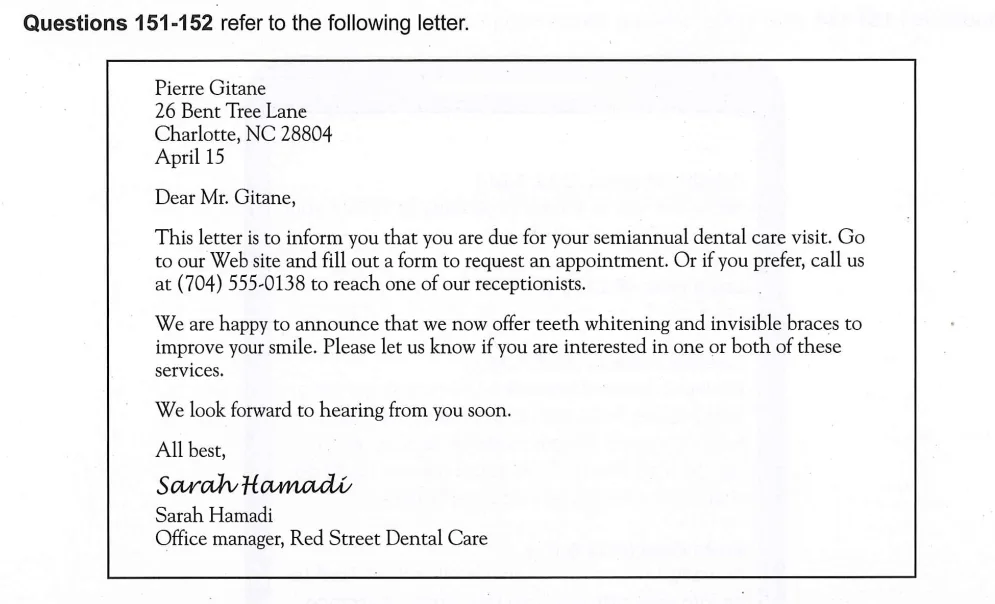 Questions 151-152 refer to the following letter.
Pierre Gitane
26 Bent Tree Lane
Charlotte, NC 28804
April 15
Dear Mr. Gitane,
This letter is to inform you that you are due for your semiannual dental care visit. Go
to our Web site and fill out a form to request an appointment. Or if you prefer, call us
at (704) 555-0138 to reach one of our receptionists.
We are happy to announce that we now offer teeth whitening and invisible braces to
improve your smile. Please let us know if you are interested in one or both of these
services.
We look forward to hearing from you soon.
All best,
Sarah Hamadi
Sarah Hamadi
Office manager, Red Street Dental Care